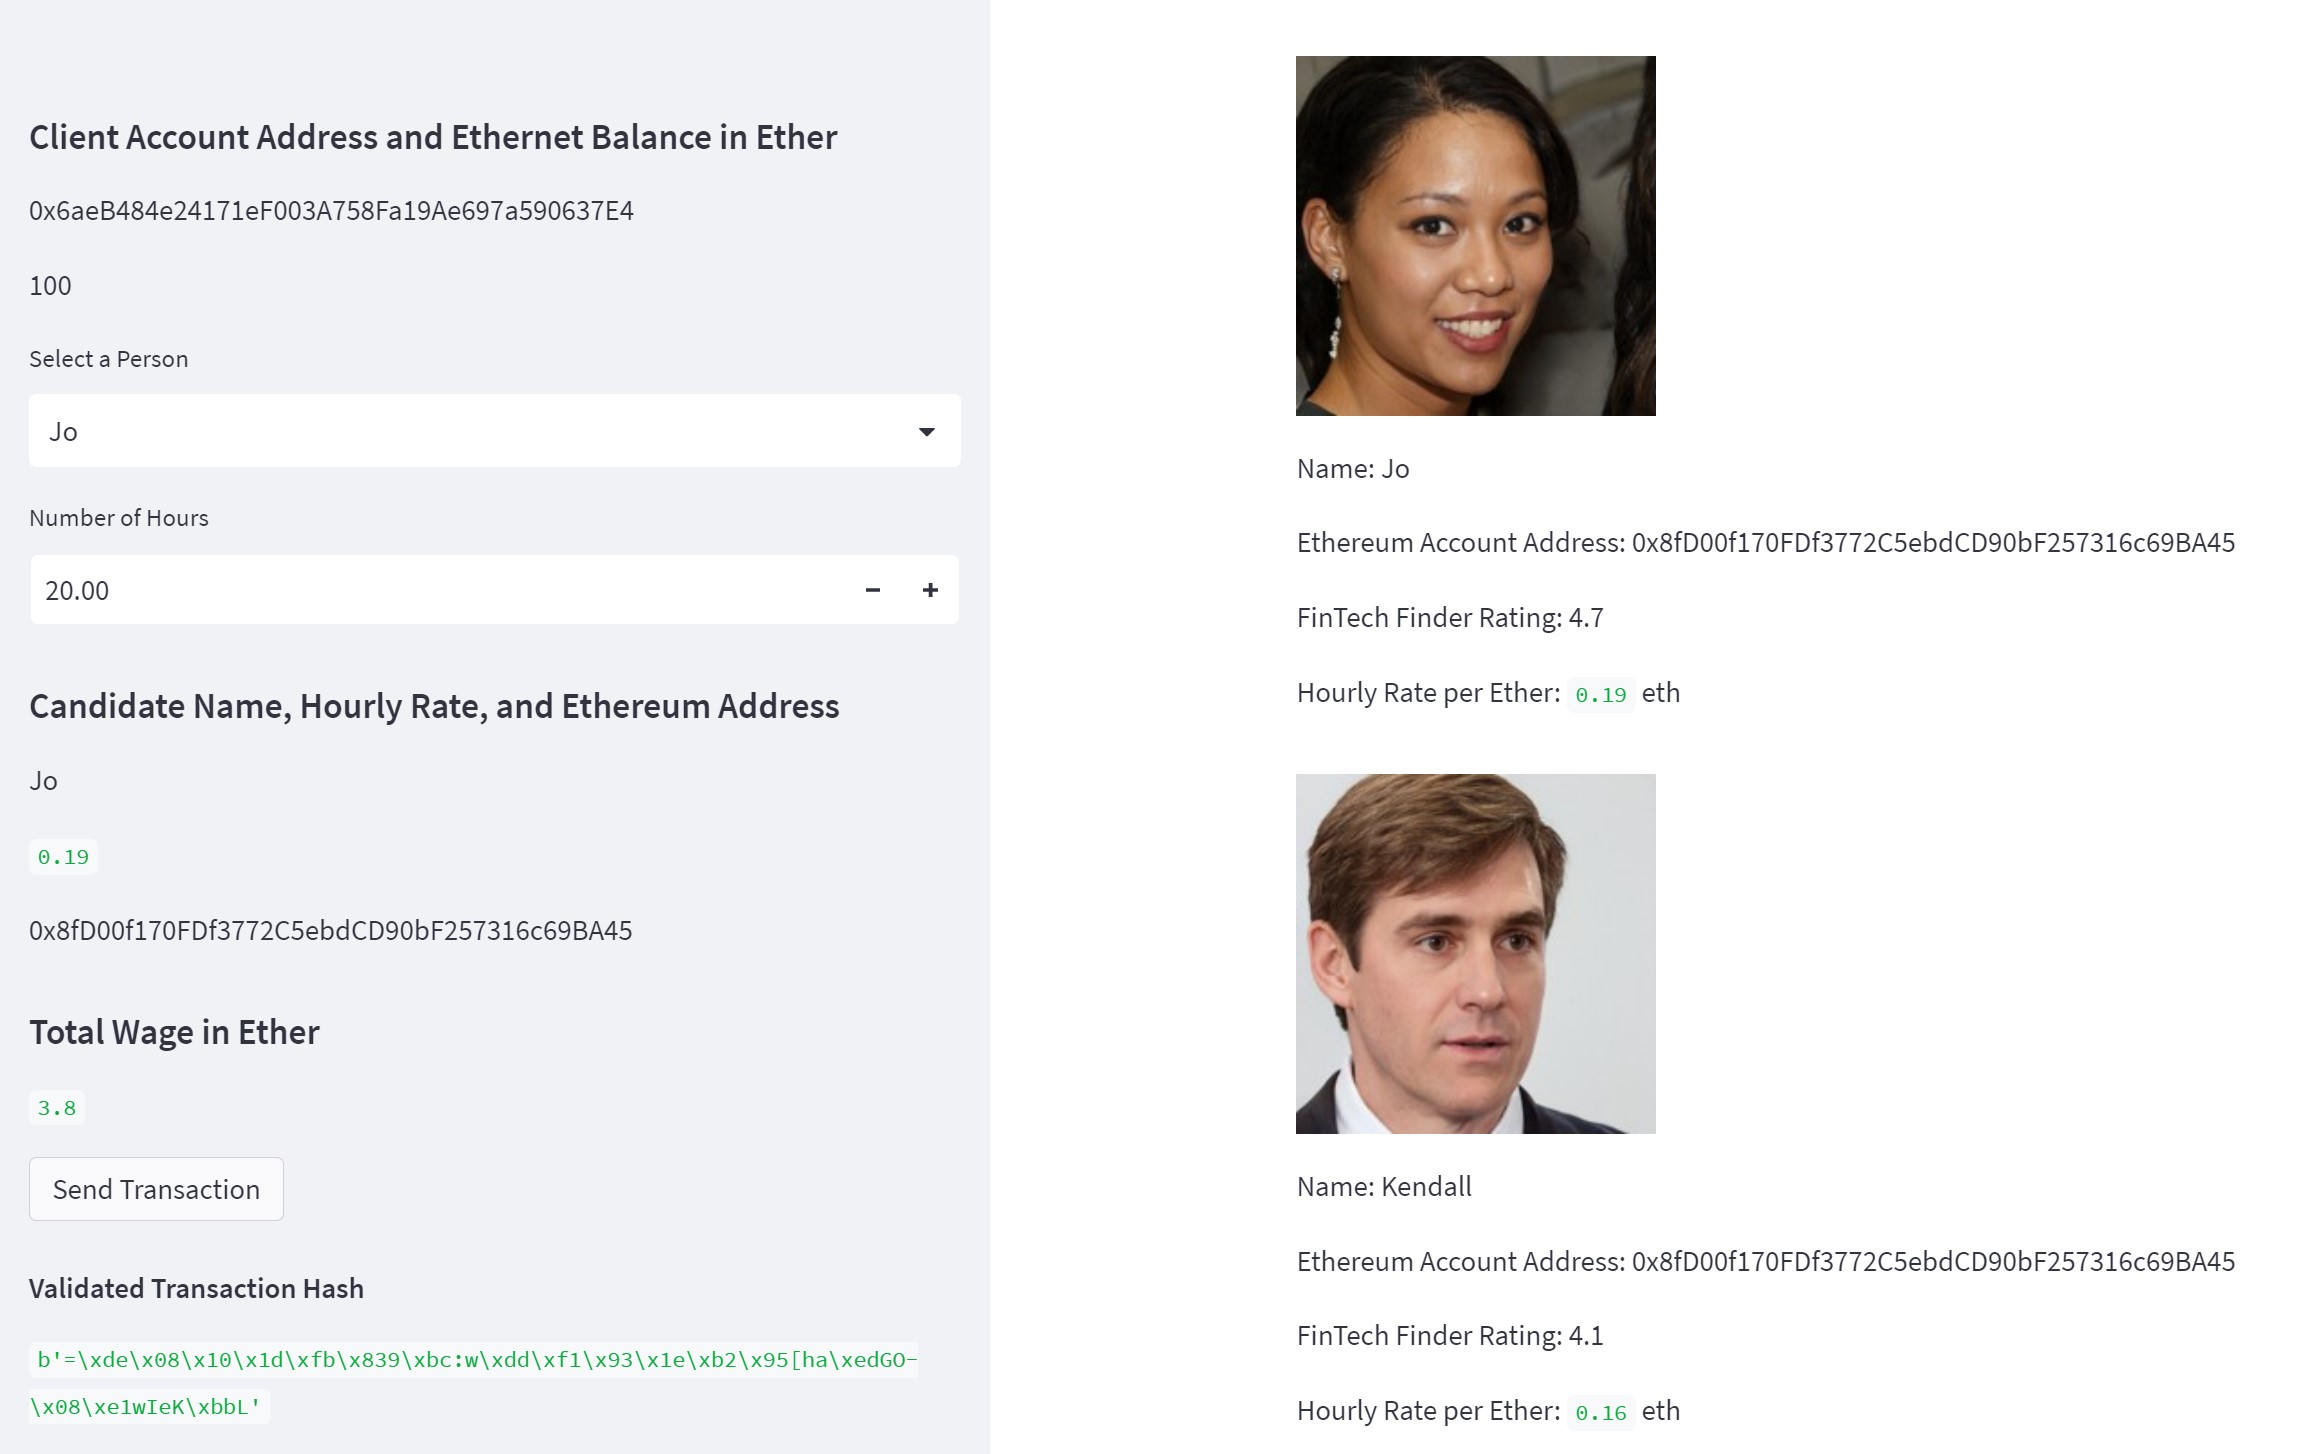 Client Account Address and Ethernet Balance in Ether
0x6aeB484e24171eF003A758Fa19Ae697a590637E4
100
Select a Person
Jo
Number of Hours
20.00
Candidate Name, Hourly Rate, and Ethereum Address
Jo
0.19
0x8fD00f170FDf3772C5ebdCD90bF257316c69BA45
Total Wage in Ether
3.8
Send Transaction
Validated Transaction Hash
b'=\xde\x08\x10\x1d\xfb\x839\xbc:w\xdd\xf1\x93\x1e\xb2\x95[ha\xedGO-
\x08\xe1wIeK\xbbL'
Name: Jo
Ethereum Account Address: 0x8fD00f170FDf3772C5ebdCD90bF257316c69BA45
FinTech Finder Rating: 4.7
Hourly Rate per Ether: 0.19 eth
Name: Kendall
Ethereum Account Address: 0x8fD00f170FDf3772C5ebdCD90bF257316c69BA45
FinTech Finder Rating: 4.1
Hourly Rate per Ether: 0.16 eth